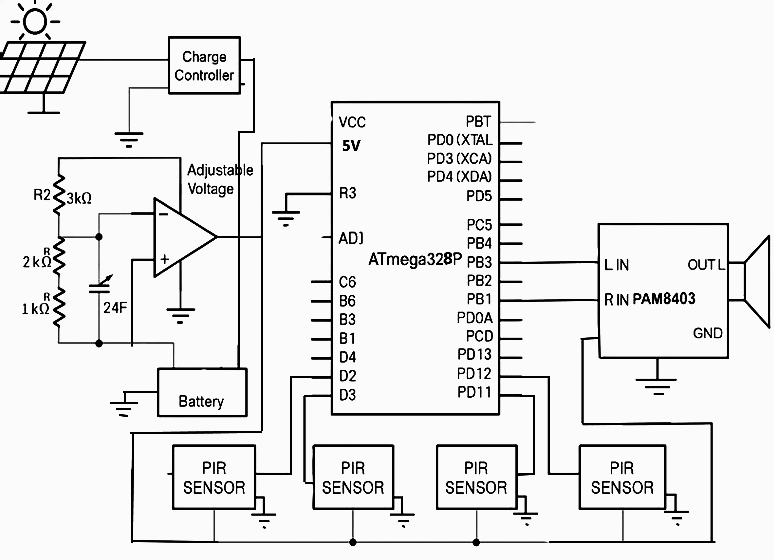 Charge
Controller
Adjustable
Voltage
R2
3kΩ
R
2kΩ
R
1kΩ
24F
−
+
Battery
VCC
5V
R3
ADJ
ATmega328P
C6
B6
B3
B1
D4
D2
D3
PBT
PD0 (XTAL
PD3 (XCA)
PD4 (XDA)
PD5
PC5
PB4
PB3
PB2
PB1
PD0A
PCD
PD13
PD12
PD11
L IN
OUT L
R IN PAM8403
GND
PIR
SENSOR
PIR
SENSOR
PIR
SENSOR
PIR
SENSOR